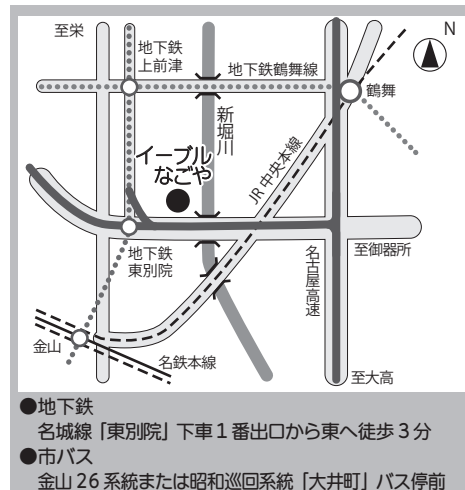 至栄
N
地下鉄
上前津
地下鉄鶴舞線
鶴舞
新堀川
イーブル
なごや
JR中央本線
地下鉄
東別院
名古屋高速
至御器所
金山
名鉄本線
至大高
●地下鉄
名城線「東別院」下車1番出口から東へ徒歩3分
●市バス
金山26系統または昭和巡回系統「大井町」バス停前